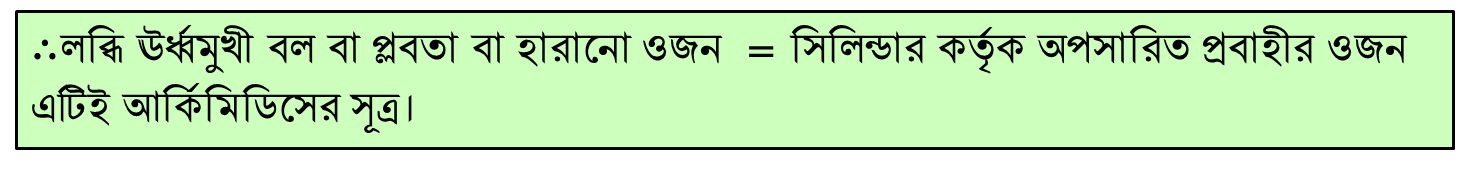 ∴লব্ধি ঊর্ধ্বমুখী বল বা প্লবতা বা হারানো ওজন = সিলিন্ডার কর্তৃক অপসারিত প্রবাহীর ওজন
এটিই আর্কিমিডিসের সূত্র।